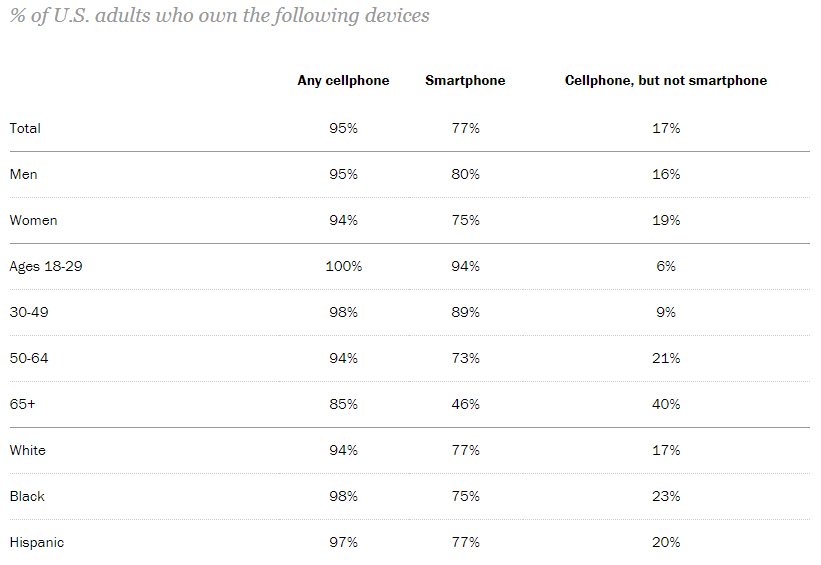 % of U.S. adults who own the following devices
Any cellphone Smartphone Cellphone, but not smartphone
Total 95% 77% 17%
Men 95% 80% 16%
Women 94% 75% 19%
Ages 18-29 100% 94% 6%
30-49 98% 89% 9%
50-64 94% 73% 21%
65+ 85% 46% 40%
White 94% 77% 17%
Black 98% 75% 23%
Hispanic 97% 77% 20%